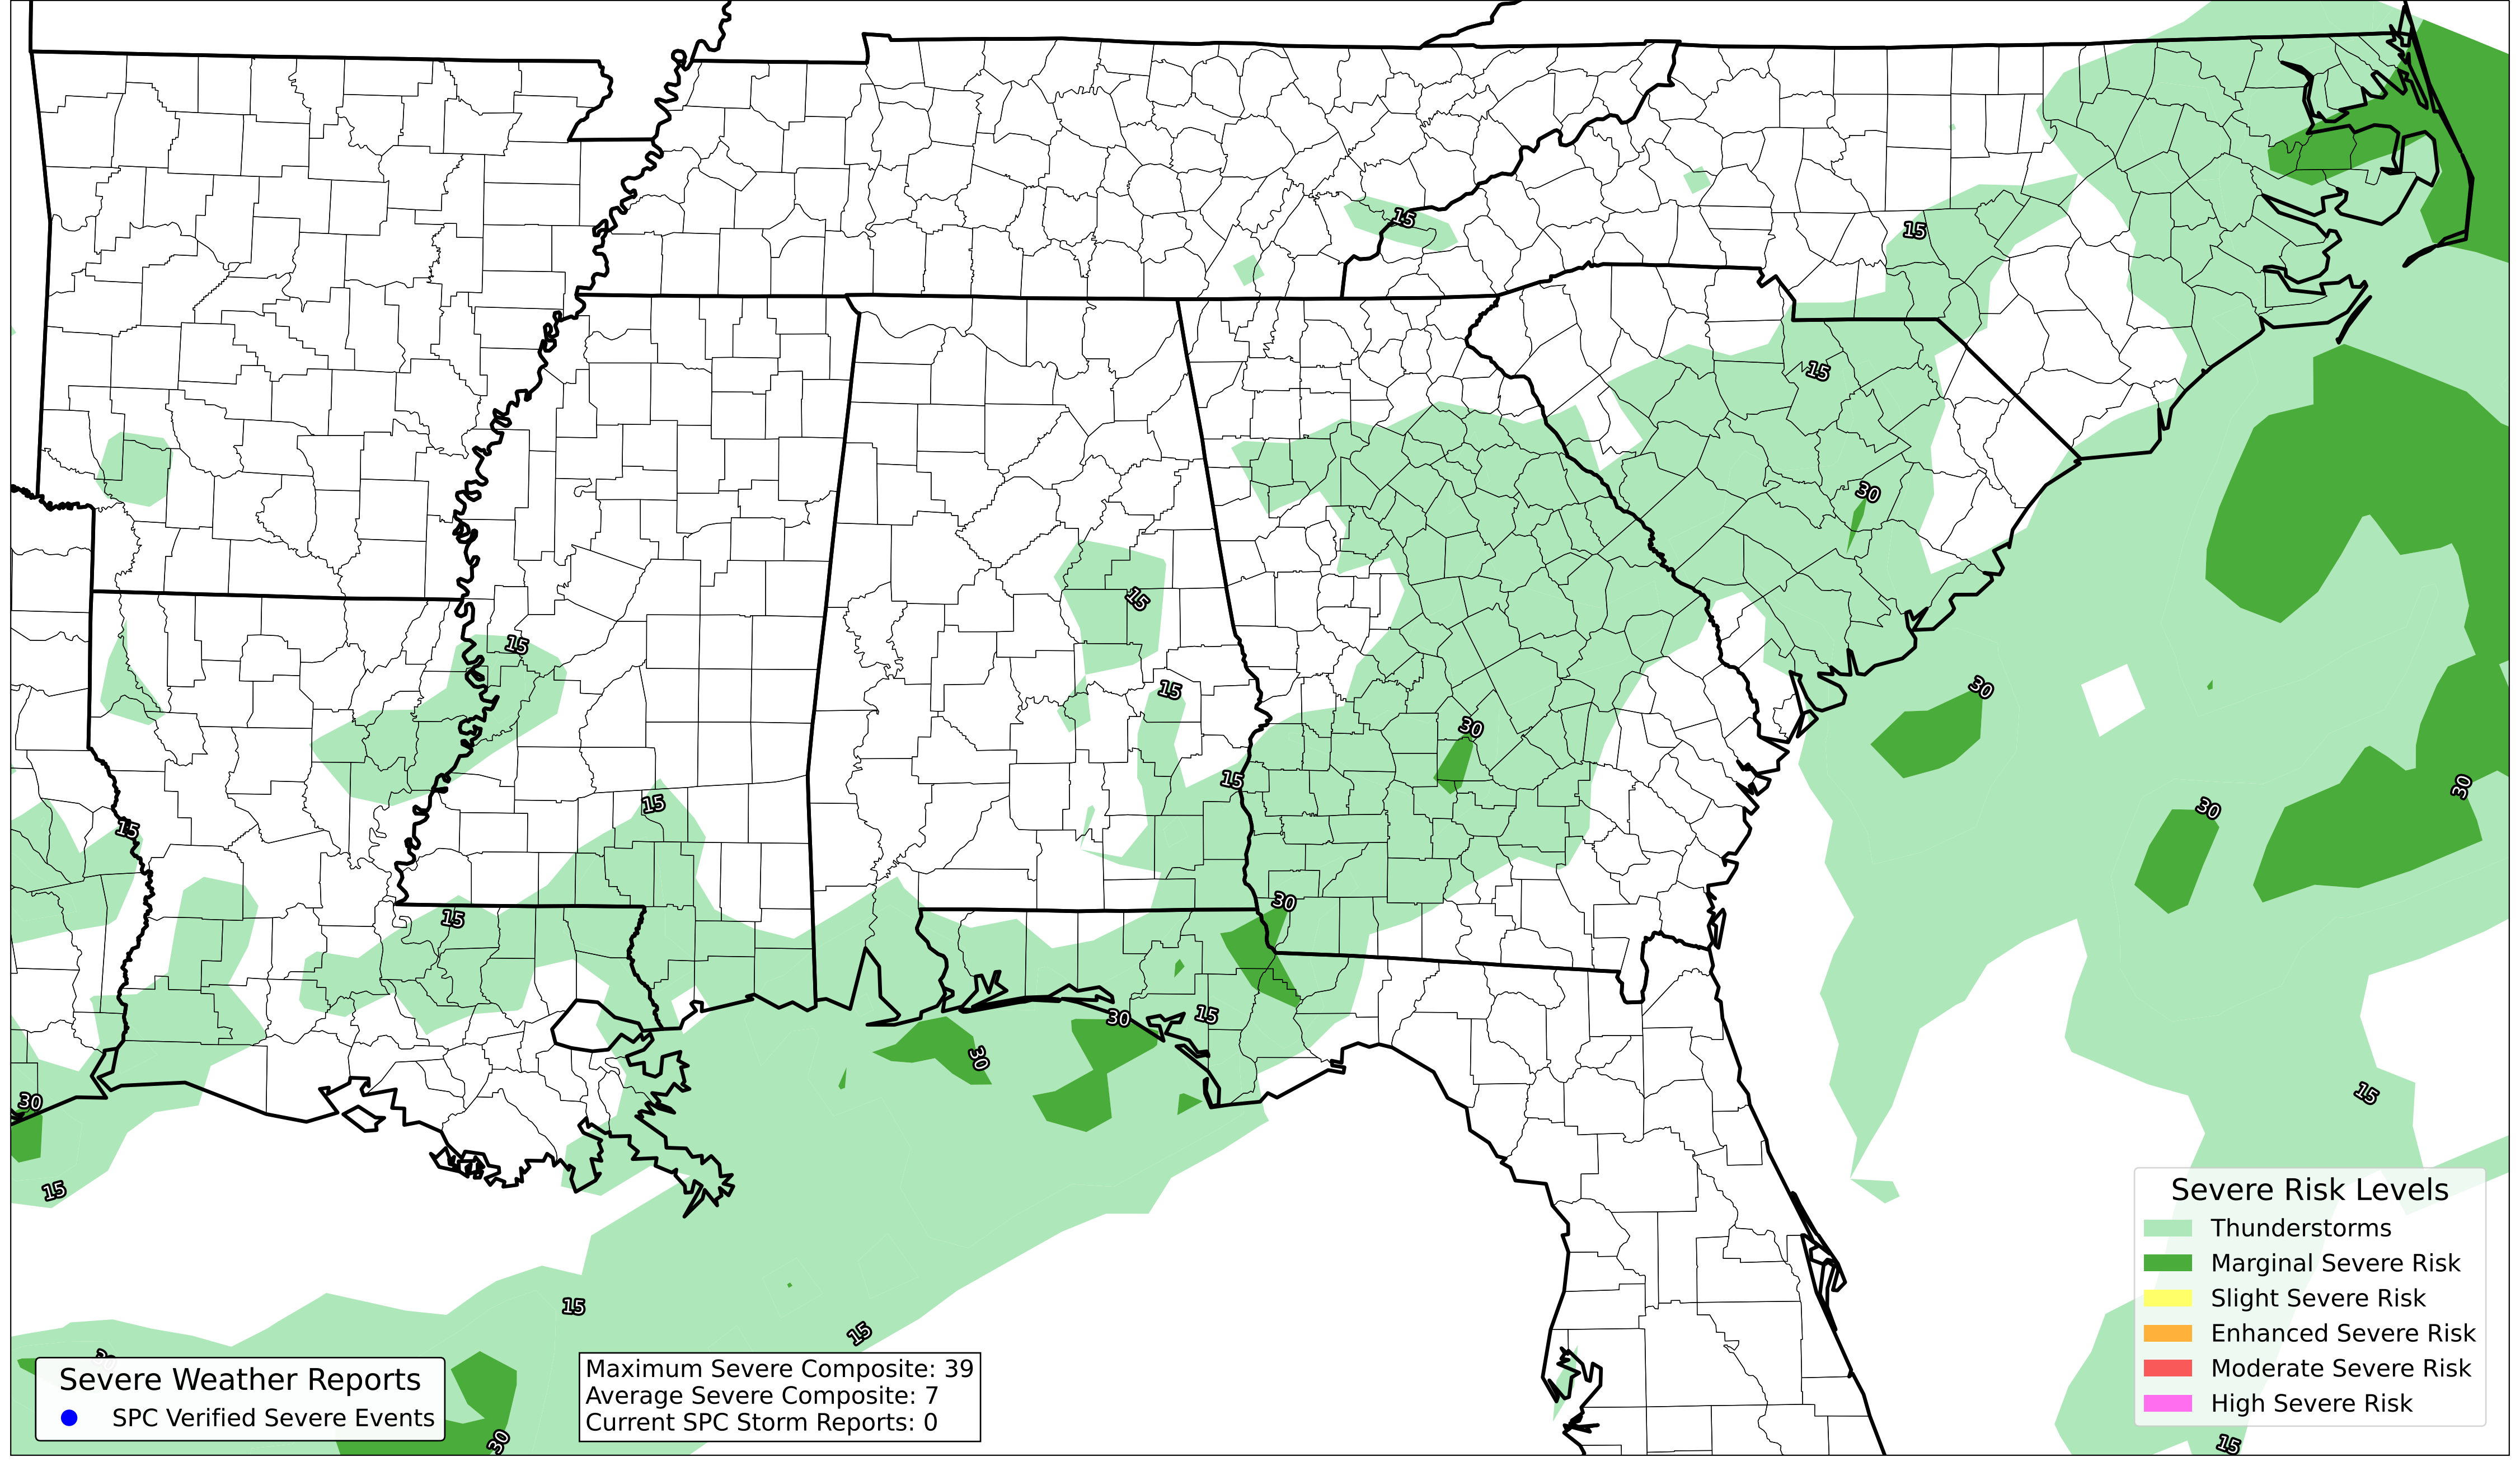 15
15
15
30
15
15
30
15
15
30
15
15
30
30
15
30
15
15
30
15
30
30
15
30
15
15
15
30
30
15
Severe Risk Levels
Thunderstorms
Marginal Severe Risk
Slight Severe Risk
Enhanced Severe Risk
Moderate Severe Risk
High Severe Risk
Severe Weather Reports
SPC Verified Severe Events
Maximum Severe Composite: 39
Average Severe Composite: 7
Current SPC Storm Reports: 0